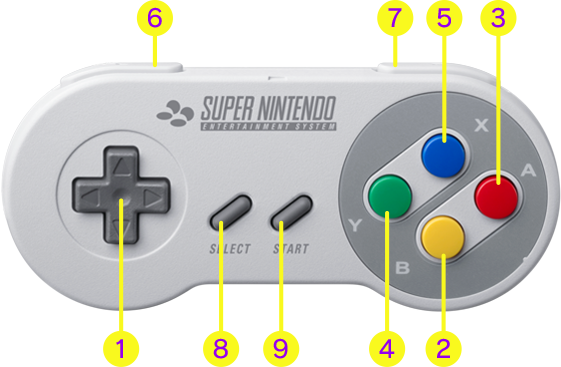 6
7
5
3
SUPER NINTENDO
ENTERTAINMENT SYSTEM
X
A
Y
B
SELECT
START
1
8
9
4
2